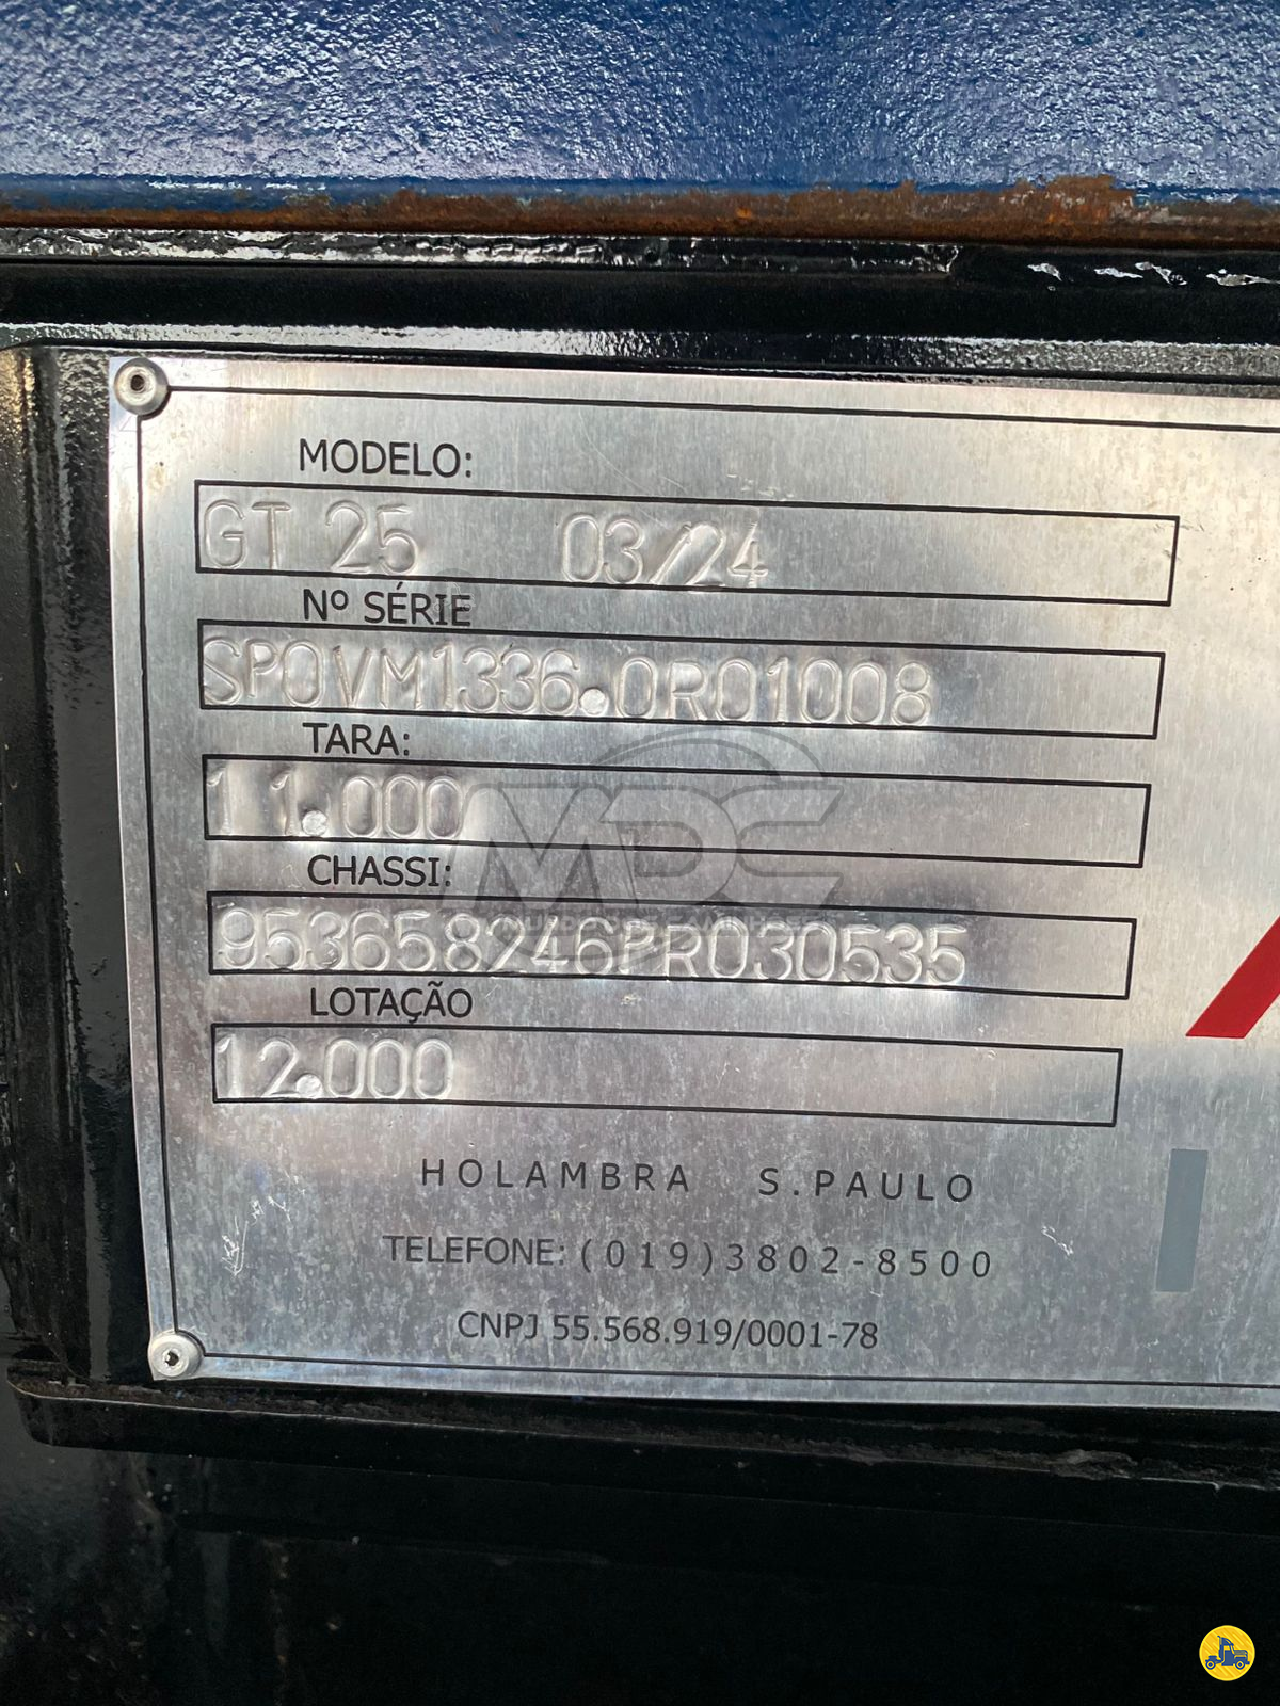 MODELO:
GT 25 03/24
Nº SÉRIE
SPOVM1336.0R01008
TARA:
11.000
CHASSI:
953658246PR030535
LOTAÇÃO
12.000
HOLAMBRA S.PAULO
TELEFONE: (019)3802-8500
CNPJ 55.568.919/0001-78
MDC